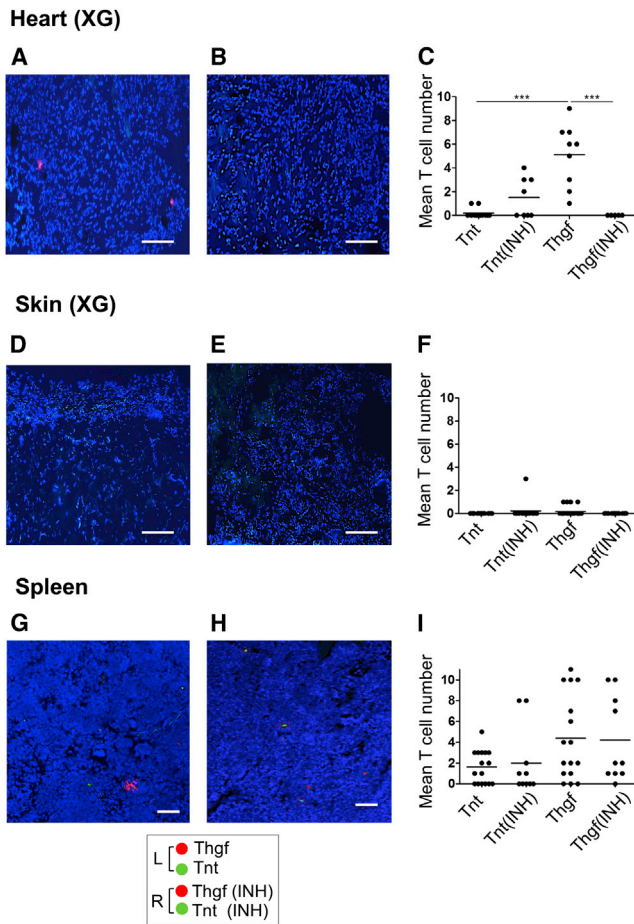 Heart (XG)
A
B
C
Mean T cell number
10
8
6
4
2
0
*** ***
Tnt
Tnt(INH)
Thgf
Thgf(INH)
Skin (XG)
D
E
F
Mean T cell number
10
8
6
4
2
0
Tnt
Tnt(INH)
Thgf
Thgf(INH)
Spleen
G
H
I
Mean T cell number
10
8
6
4
2
0
Tnt
Tnt(INH)
Thgf
Thgf(INH)
L Thgf
Tnt
R Thgf (INH)
Tnt (INH)